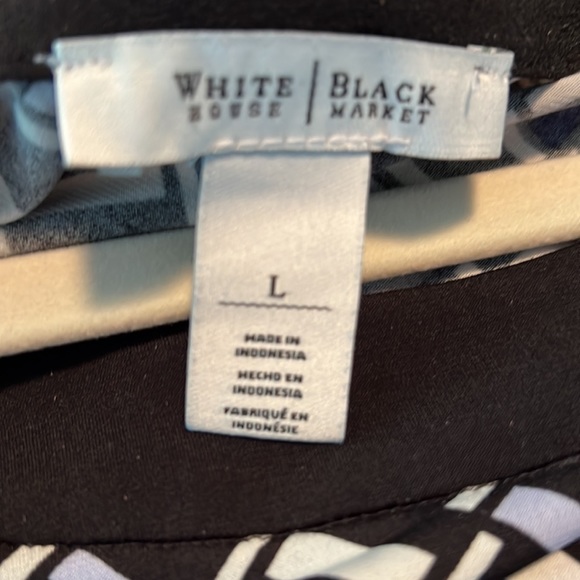 WHITE | BLACK
HOUSE | MARKET
L
MADE IN
INDONESIA
HECHO EN
INDONESIA
FABRIQUÉ EN
INDONÉSIE